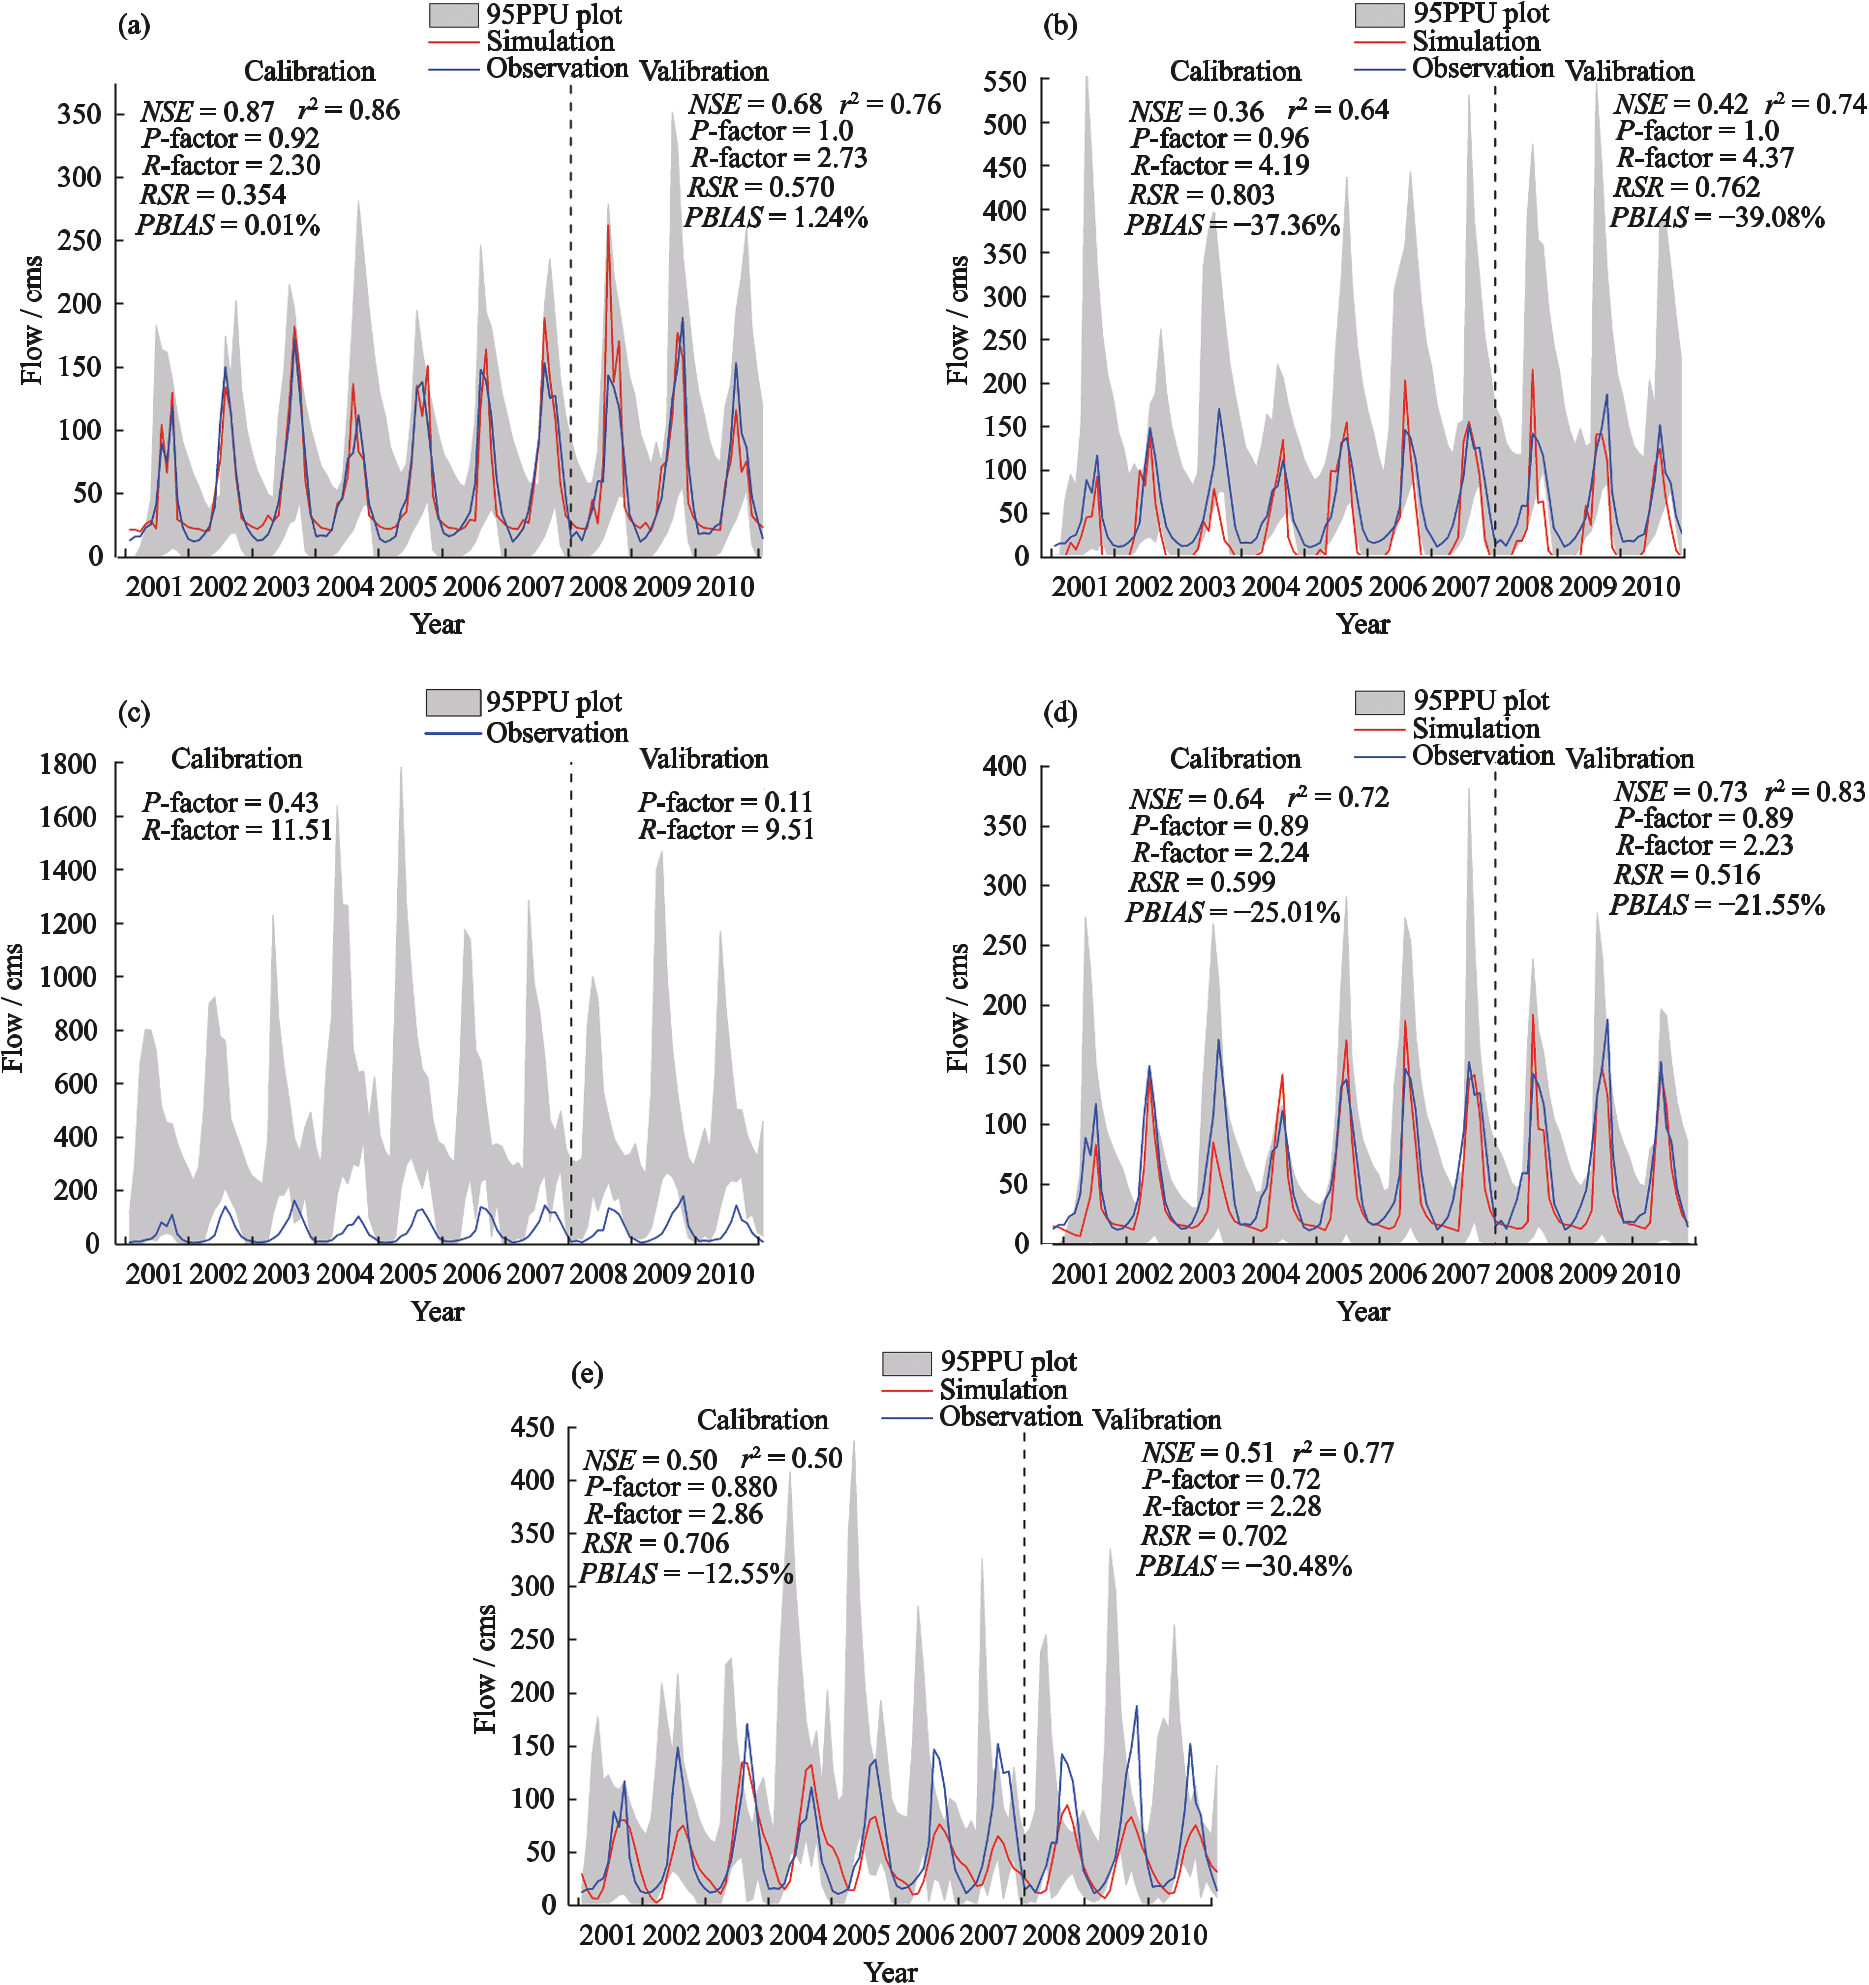 (a)
95PPU plot
Simulation
Observation
Calibration
Valibration
NSE = 0.87 r² = 0.86
P-factor = 0.92
R-factor = 2.30
RSR = 0.354
PBIAS = 0.01%
NSE = 0.68 r² = 0.76
P-factor = 1.0
R-factor = 2.73
RSR = 0.570
PBIAS = 1.24%
Flow / cms
350
300
250
200
150
100
50
0
2001 2002 2003 2004 2005 2006 2007 2008 2009 2010
Year
(b)
95PPU plot
Simulation
Observation
Calibration
Valibration
NSE = 0.36 r² = 0.64
P-factor = 0.96
R-factor = 4.19
RSR = 0.803
PBIAS = −37.36%
NSE = 0.42 r² = 0.74
P-factor = 1.0
R-factor = 4.37
RSR = 0.762
PBIAS = −39.08%
Flow / cms
550
500
450
400
350
300
250
200
150
100
50
0
2001 2002 2003 2004 2005 2006 2007 2008 2009 2010
Year
(c)
95PPU plot
Observation
Calibration
Valibration
P-factor = 0.43
R-factor = 11.51
P-factor = 0.11
R-factor = 9.51
Flow / cms
1800
1600
1400
1200
1000
800
600
400
200
0
2001 2002 2003 2004 2005 2006 2007 2008 2009 2010
Year
(d)
95PPU plot
Simulation
Observation
Calibration
Valibration
NSE = 0.64 r² = 0.72
P-factor = 0.89
R-factor = 2.24
RSR = 0.599
PBIAS = −25.01%
NSE = 0.73 r² = 0.83
P-factor = 0.89
R-factor = 2.23
RSR = 0.516
PBIAS = −21.55%
Flow / cms
400
350
300
250
200
150
100
50
0
2001 2002 2003 2004 2005 2006 2007 2008 2009 2010
Year
(e)
95PPU plot
Simulation
Observation
Calibration
Valibration
NSE = 0.50 r² = 0.50
P-factor = 0.880
R-factor = 2.86
RSR = 0.706
PBIAS = −12.55%
NSE = 0.51 r² = 0.77
P-factor = 0.72
R-factor = 2.28
RSR = 0.702
PBIAS = −30.48%
Flow / cms
450
400
350
300
250
200
150
100
50
0
2001 2002 2003 2004 2005 2006 2007 2008 2009 2010
Year